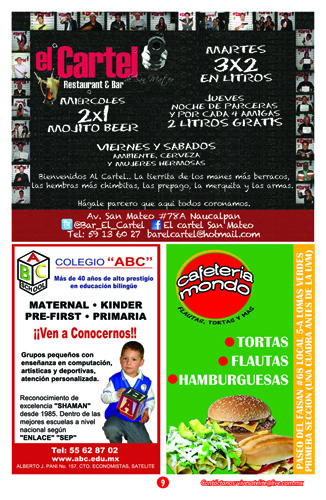 el Cartel
San Mateo
Restaurant & Bar
MARTES
3X2
EN LITROS
MIERCOLES
2x1
MOJITO BEER
JUEVES
NOCHE DE PARCERAS
Y POR CADA 4 AMIGAS
2 LITROS GRATIS
VIERNES Y SABADOS
AMBIENTE, CERVEZA
Y MUJERES HERMOSAS
Bienvenidos Al Cartel.. La tierrita de los manes más berracos,
las hembras más chimbitas, las prepago, la merquita y las armas.
Hágale parcero que aquí todos coronamos.
Av. San Mateo #78A Naucalpan
@Bar_El_Cartel El cartel San Mateo
Tel: 59 13 60 27 barelcartel@hotmail.com
ABC
SCHOOL
COLEGIO "ABC"
Más de 40 años de alto prestigio
en educación bilingüe
MATERNAL • KINDER
PRE-FIRST • PRIMARIA
¡¡Ven a Conocernos!!
Grupos pequeños con
enseñanza en computación,
artísticas y deportivas,
atención personalizada.
Reconocimiento de
excelencia "SHAMAN"
desde 1985. Dentro de las
mejores escuelas a nivel
nacional según
"ENLACE" "SEP"
Tel: 55 62 87 02
www.abc.edu.mx
ALBERTO J. PANI No. 157, CTO. ECONOMISTAS, SATELITE
cafeteria
mondo
FLAUTAS, TORTAS Y MAS
• TORTAS
• FLAUTAS
• HAMBURGUESAS
PASEO DEL FAISAN #68 LOCAL 5-A LOMAS VERDES
PRIMERA SECCION (UNA CUADRA ANTES DE LA UVM)
9